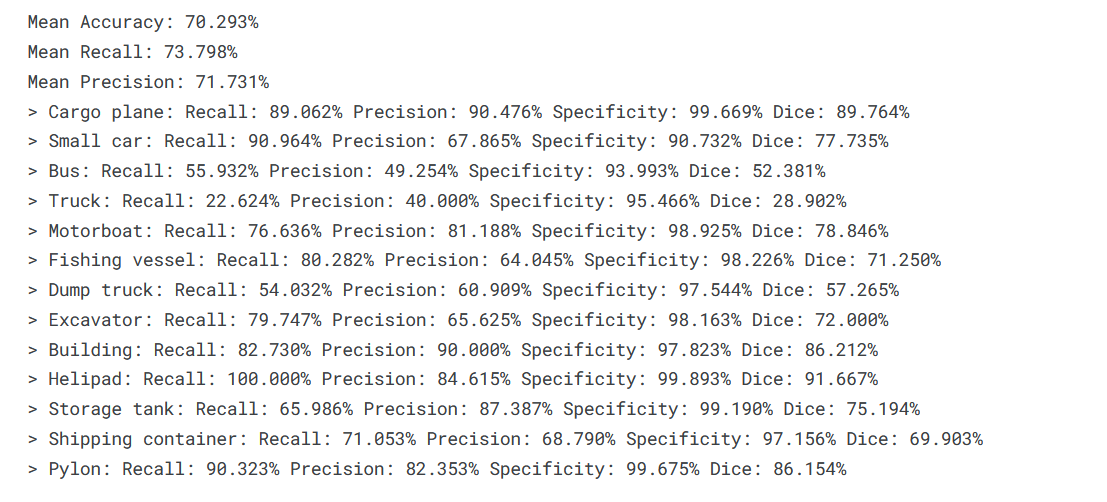 Mean Accuracy: 70.293%
Mean Recall: 73.798%
Mean Precision: 71.731%
> Cargo plane: Recall: 89.062% Precision: 90.476% Specificity: 99.669% Dice: 89.764%
> Small car: Recall: 90.964% Precision: 67.865% Specificity: 90.732% Dice: 77.735%
> Bus: Recall: 55.932% Precision: 49.254% Specificity: 93.993% Dice: 52.381%
> Truck: Recall: 22.624% Precision: 40.000% Specificity: 95.466% Dice: 28.902%
> Motorboat: Recall: 76.636% Precision: 81.188% Specificity: 98.925% Dice: 78.846%
> Fishing vessel: Recall: 80.282% Precision: 64.045% Specificity: 98.226% Dice: 71.250%
> Dump truck: Recall: 54.032% Precision: 60.909% Specificity: 97.544% Dice: 57.265%
> Excavator: Recall: 79.747% Precision: 65.625% Specificity: 98.163% Dice: 72.000%
> Building: Recall: 82.730% Precision: 90.000% Specificity: 97.823% Dice: 86.212%
> Helipad: Recall: 100.000% Precision: 84.615% Specificity: 99.893% Dice: 91.667%
> Storage tank: Recall: 65.986% Precision: 87.387% Specificity: 99.190% Dice: 75.194%
> Shipping container: Recall: 71.053% Precision: 68.790% Specificity: 97.156% Dice: 69.903%
> Pylon: Recall: 90.323% Precision: 82.353% Specificity: 99.675% Dice: 86.154%